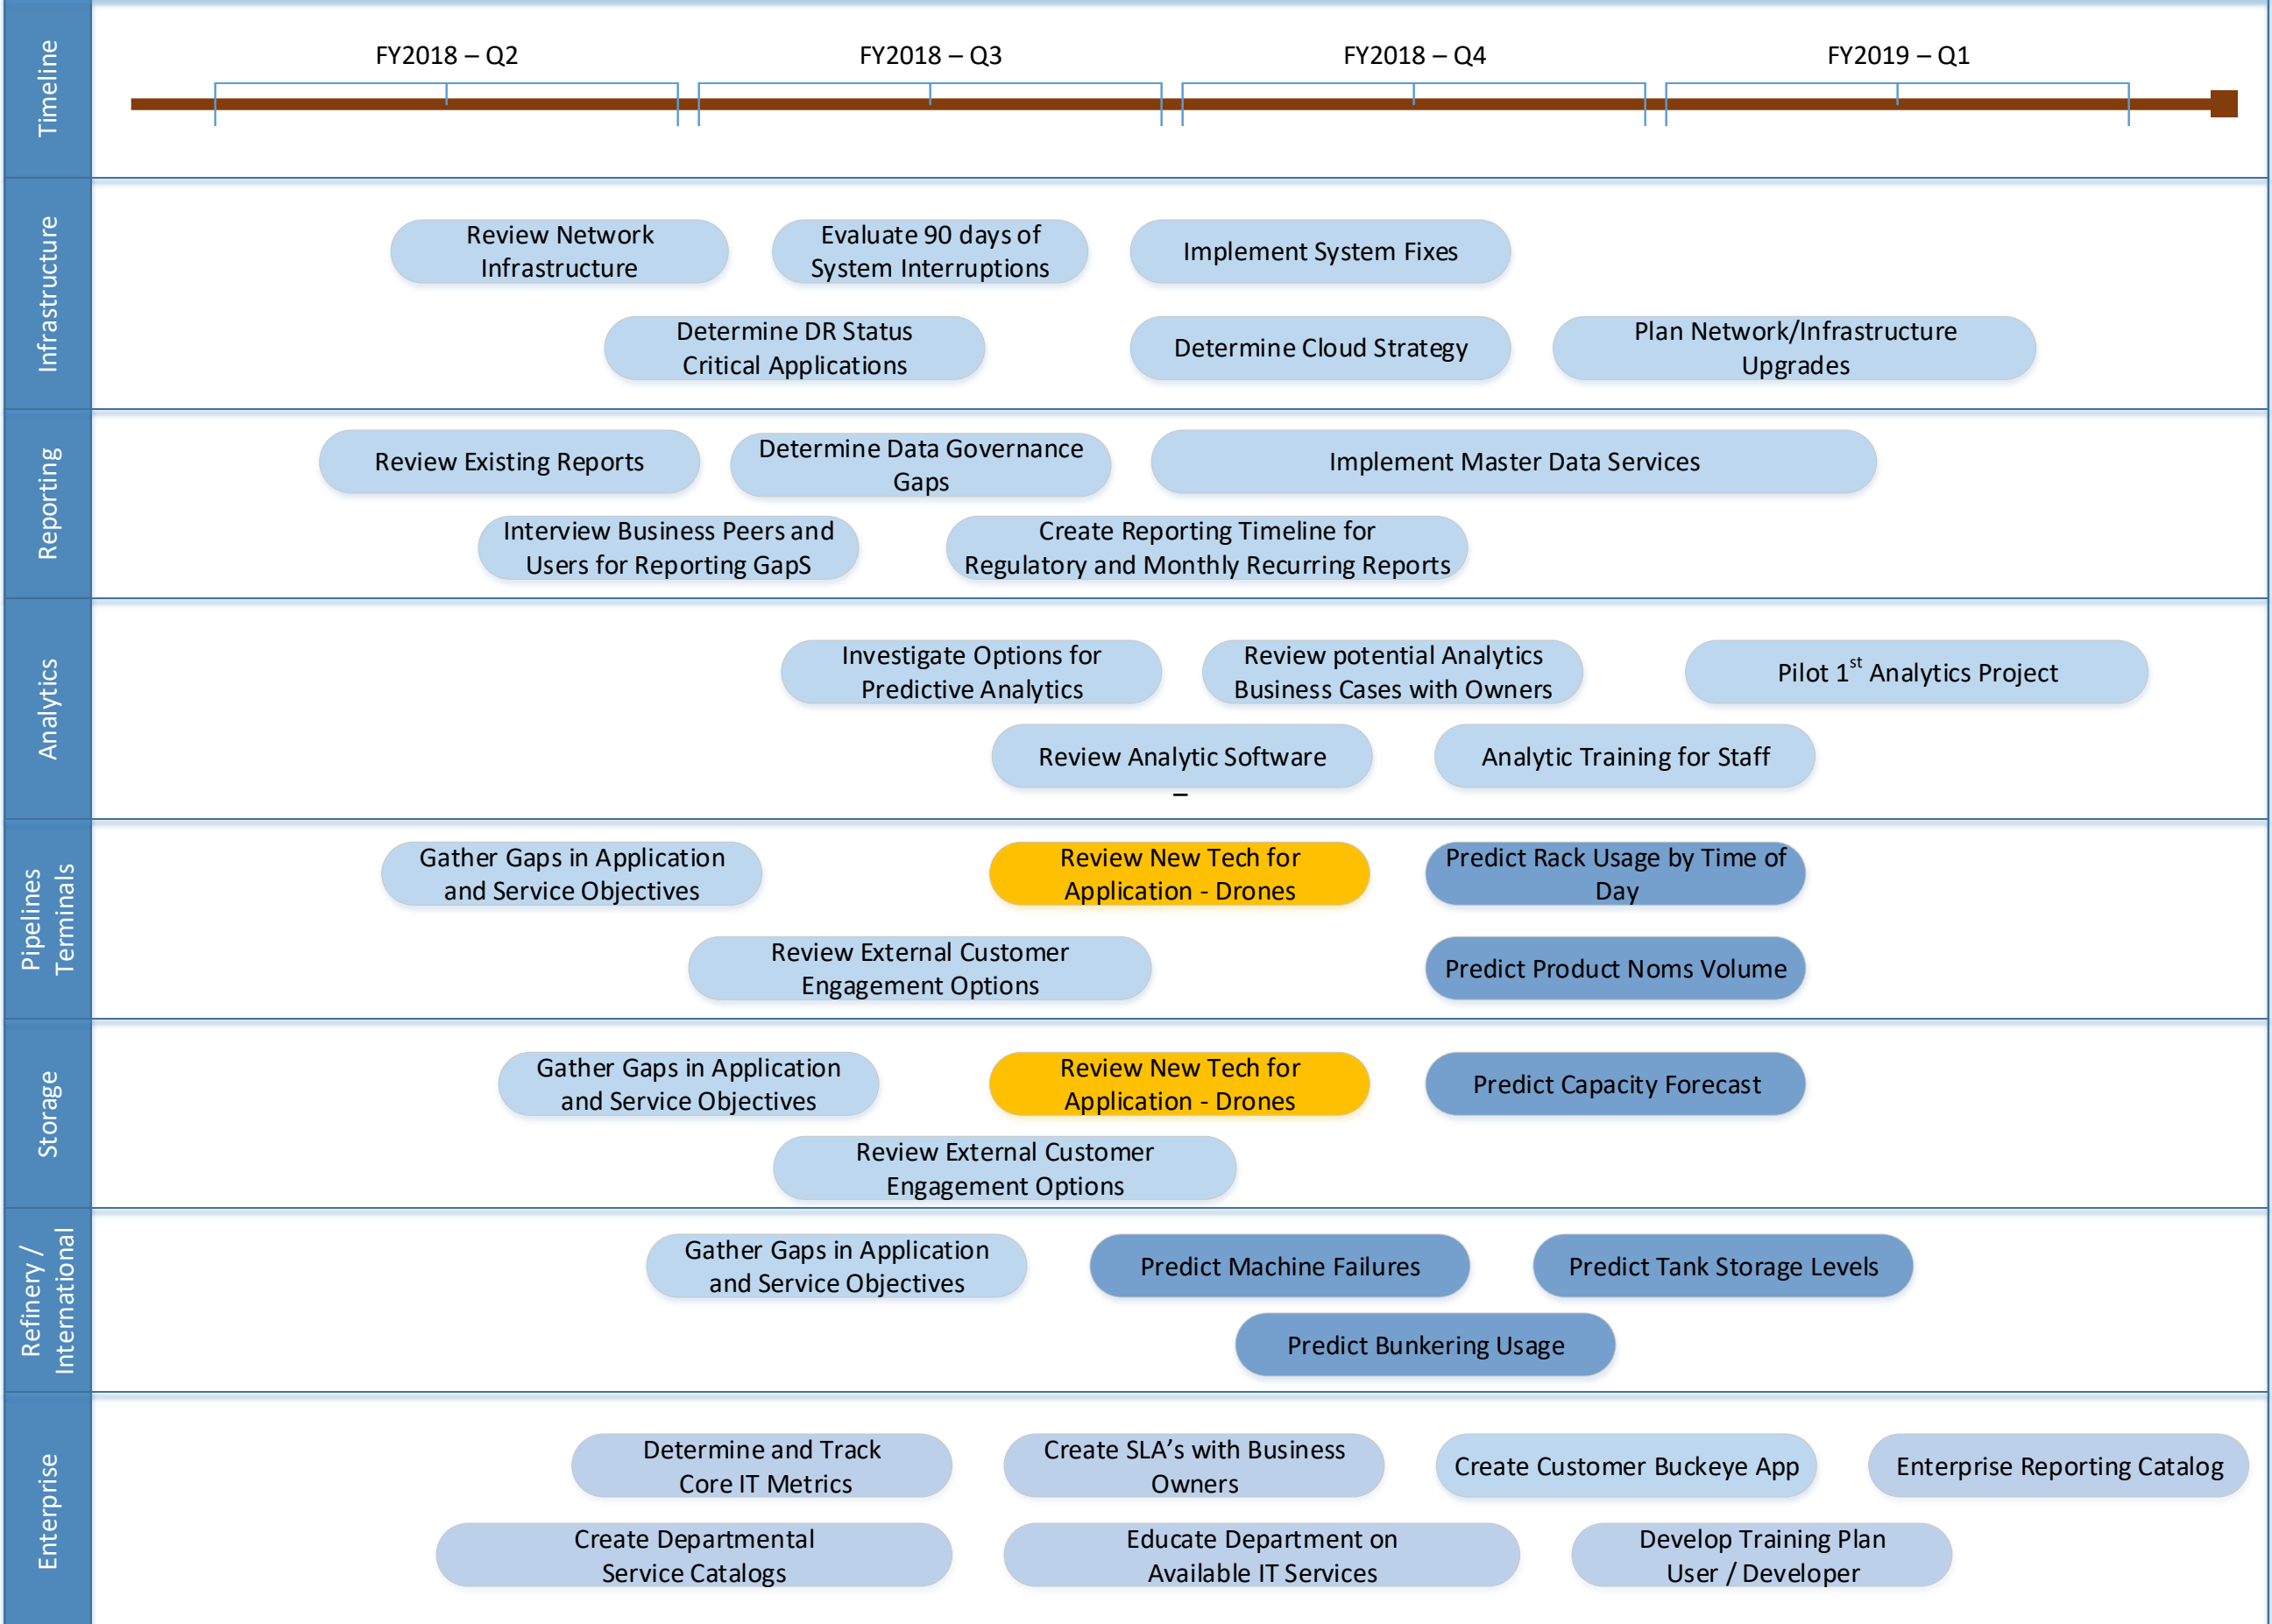 Timeline
FY2018 – Q2
FY2018 – Q3
FY2018 – Q4
FY2019 – Q1
Infrastructure
Review Network
Infrastructure
Evaluate 90 days of
System Interruptions
Implement System Fixes
Determine DR Status
Critical Applications
Determine Cloud Strategy
Plan Network/Infrastructure
Upgrades
Reporting
Review Existing Reports
Determine Data Governance
Gaps
Implement Master Data Services
Interview Business Peers and
Users for Reporting GapS
Create Reporting Timeline for
Regulatory and Monthly Recurring Reports
Analytics
Investigate Options for
Predictive Analytics
Review potential Analytics
Business Cases with Owners
Pilot 1st Analytics Project
Review Analytic Software
Analytic Training for Staff
–
Pipelines
Terminals
Gather Gaps in Application
and Service Objectives
Review New Tech for
Application - Drones
Predict Rack Usage by Time of
Day
Review External Customer
Engagement Options
Predict Product Noms Volume
Storage
Gather Gaps in Application
and Service Objectives
Review New Tech for
Application - Drones
Predict Capacity Forecast
Review External Customer
Engagement Options
Refinery /
International
Gather Gaps in Application
and Service Objectives
Predict Machine Failures
Predict Tank Storage Levels
Predict Bunkering Usage
Enterprise
Determine and Track
Core IT Metrics
Create SLA’s with Business
Owners
Create Customer Buckeye App
Enterprise Reporting Catalog
Create Departmental
Service Catalogs
Educate Department on
Available IT Services
Develop Training Plan
User / Developer